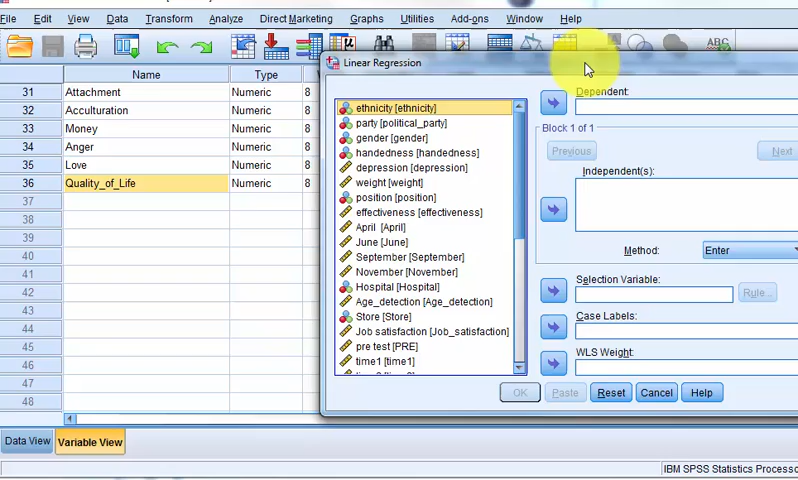 File Edit View Data Transform Analyze Direct Marketing Graphs Utilities Add-ons Window Help
Linear Regression
Name Type
31 Attachment Numeric 8
32 Acculturation Numeric 8
33 Money Numeric 8
34 Anger Numeric 8
35 Love Numeric 8
36 Quality_of_Life Numeric 8
37
38
39
40
41
42
43
44
45
46
47
48
ethnicity [ethnicity]
party [political_party]
gender [gender]
handedness [handedness]
depression [depression]
weight [weight]
position [position]
effectiveness [effectiveness]
April [April]
June [June]
September [September]
November [November]
Hospital [Hospital]
Age_detection [Age_detection]
Store [Store]
Job satisfaction [Job_satisfaction]
pre test [PRE]
time1 [time1]
Dependent:
Block 1 of 1
Previous Next
Independent(s):
Method: Enter
Selection Variable:
Rule...
Case Labels:
WLS Weight:
OK Paste Reset Cancel Help
Data View Variable View
IBM SPSS Statistics Processo